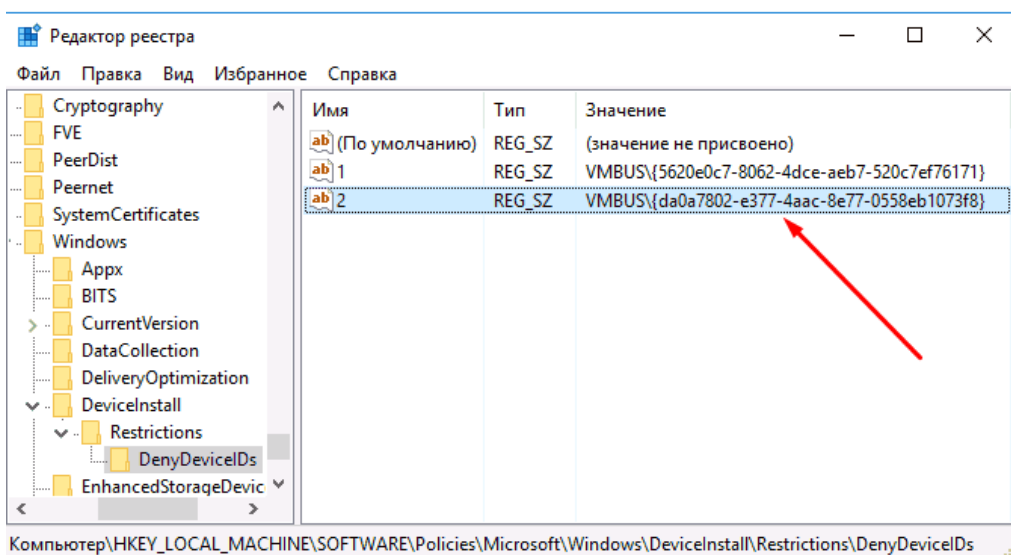 Редактор реестра
Файл Правка Вид Избранное Справка
Cryptography
FVE
PeerDist
Peernet
SystemCertificates
Windows
Appx
BITS
CurrentVersion
DataCollection
DeliveryOptimization
DeviceInstall
Restrictions
DenyDeviceIDs
EnhancedStorageDevic
Имя Тип Значение
(По умолчанию) REG_SZ (значение не присвоено)
1 REG_SZ VMBUS\{5620e0c7-8062-4dce-aeb7-520c7ef76171}
2 REG_SZ VMBUS\{da0a7802-e377-4aac-8e77-0558eb1073f8}
Компьютер\HKEY_LOCAL_MACHINE\SOFTWARE\Policies\Microsoft\Windows\DeviceInstall\Restrictions\DenyDeviceIDs